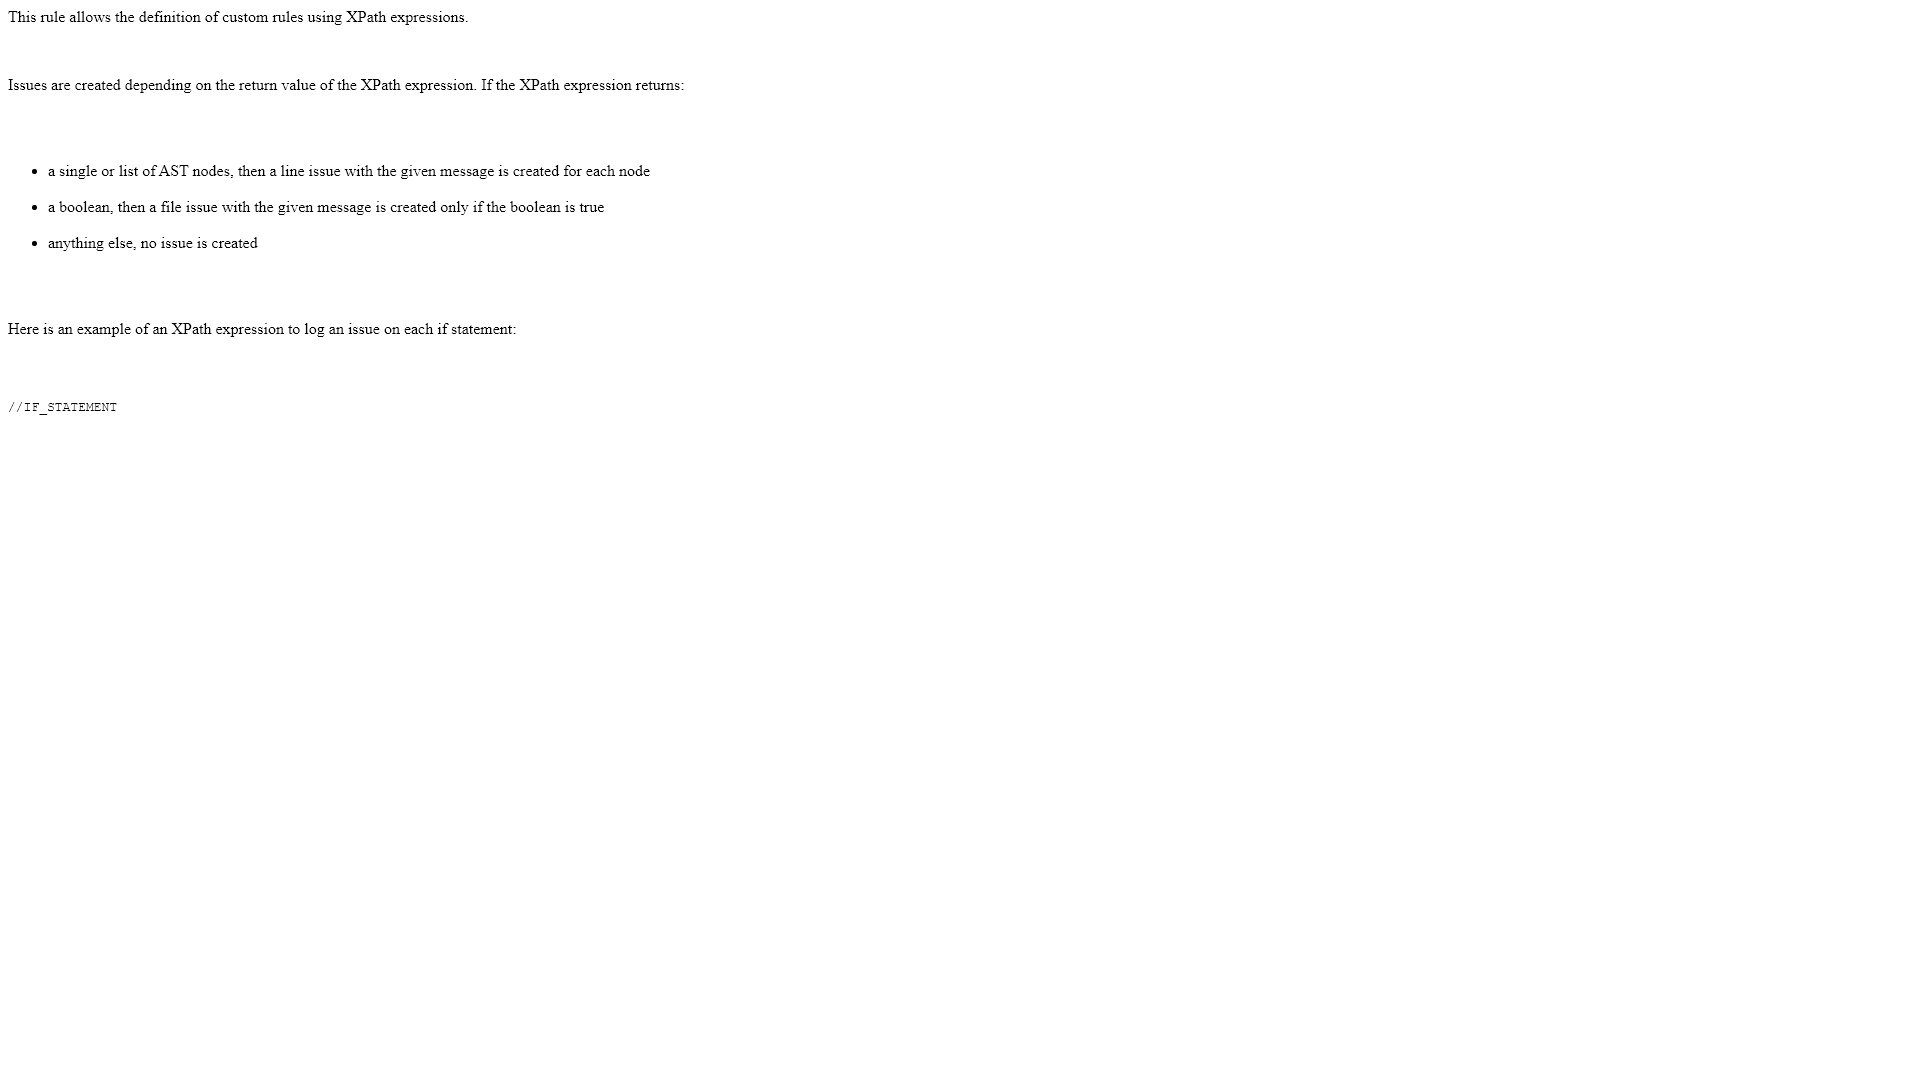 This rule allows the definition of custom rules using XPath expressions.
Issues are created depending on the return value of the XPath expression. If the XPath expression returns:
• a single or list of AST nodes, then a line issue with the given message is created for each node
• a boolean, then a file issue with the given message is created only if the boolean is true
• anything else, no issue is created
Here is an example of an XPath expression to log an issue on each if statement:
//IF_STATEMENT